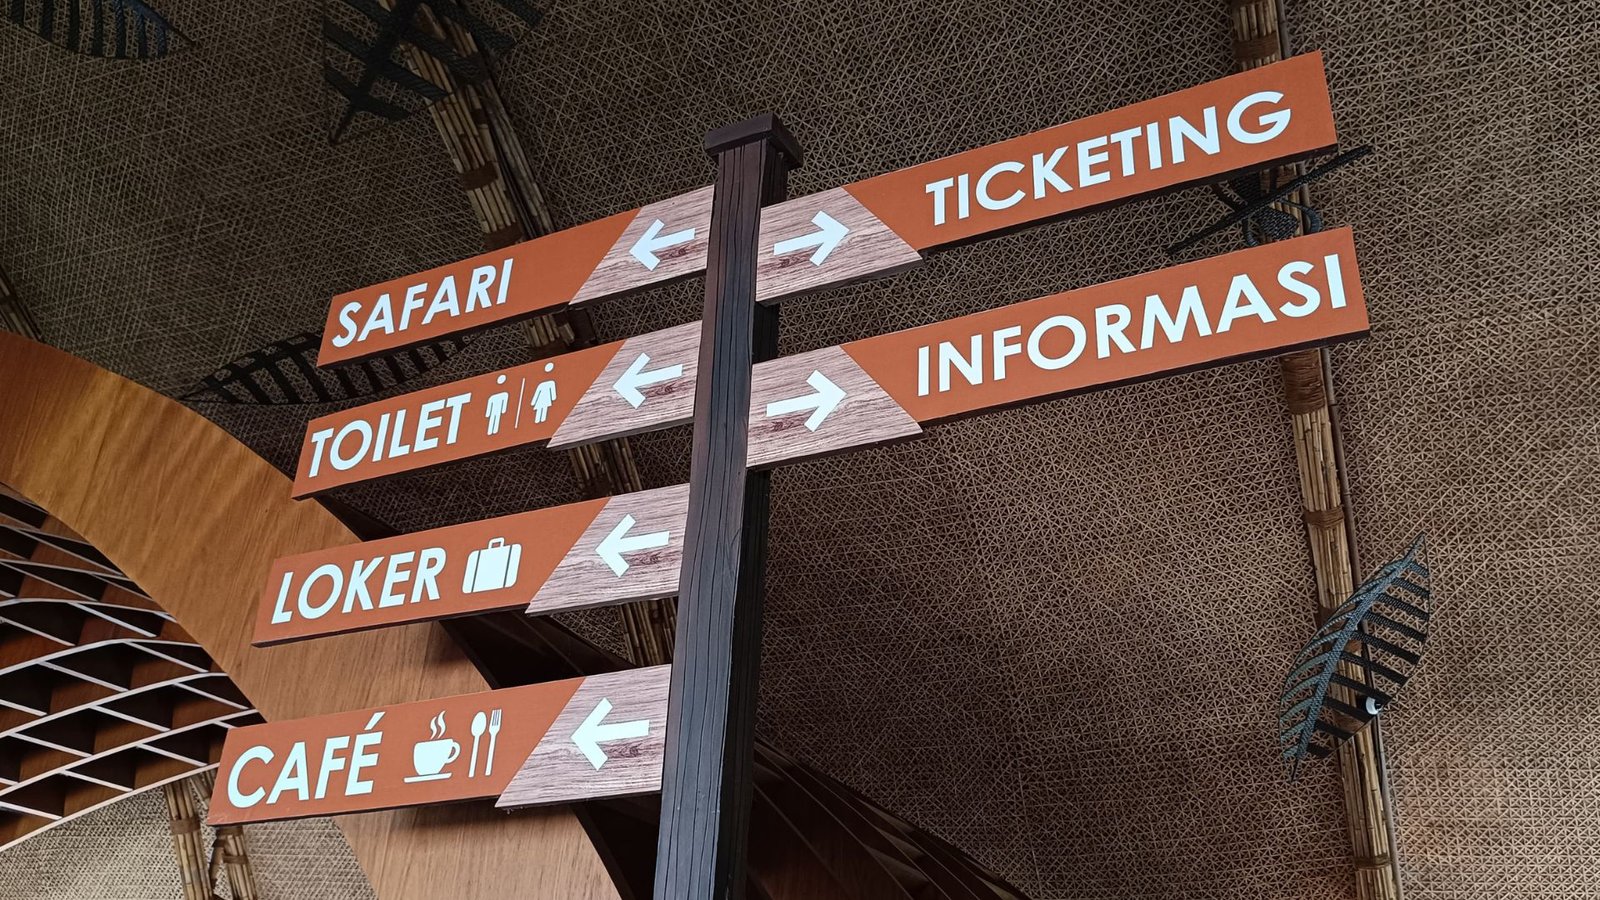 SAFARI
TOILET
LOKER
CAFÉ
TICKETING
INFORMASI